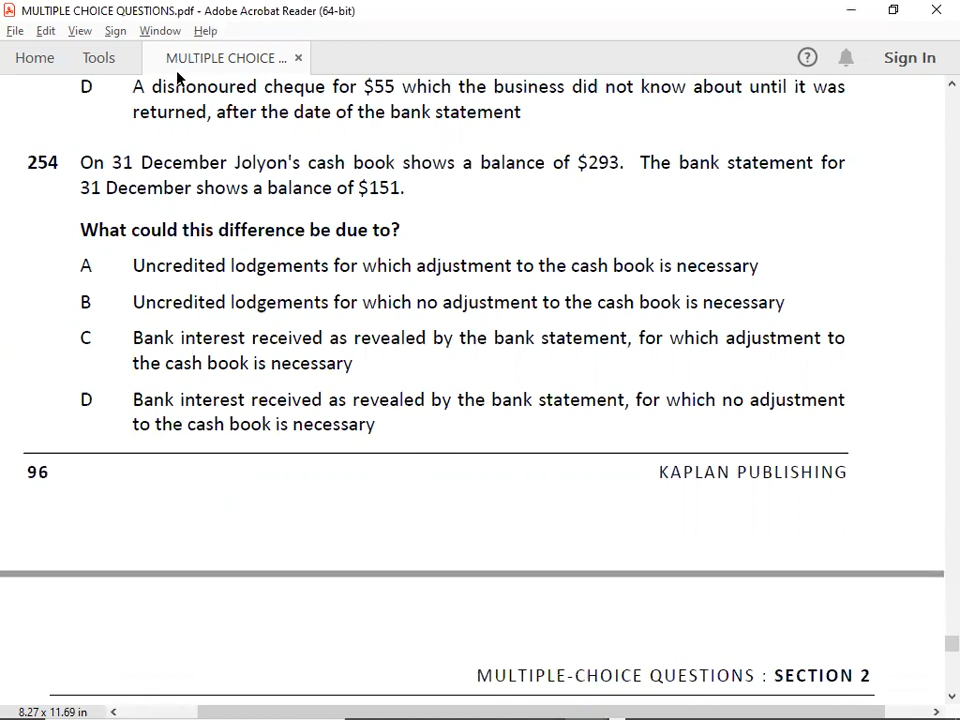 MULTIPLE CHOICE QUESTIONS.pdf - Adobe Acrobat Reader (64-bit)
File Edit View Sign Window Help
Home Tools MULTIPLE CHOICE ... × Sign In
D A dishonoured cheque for $55 which the business did not know about until it was
returned, after the date of the bank statement
254 On 31 December Jolyon's cash book shows a balance of $293. The bank statement for
31 December shows a balance of $151.
What could this difference be due to?
A Uncredited lodgements for which adjustment to the cash book is necessary
B Uncredited lodgements for which no adjustment to the cash book is necessary
C Bank interest received as revealed by the bank statement, for which adjustment to
the cash book is necessary
D Bank interest received as revealed by the bank statement, for which no adjustment
to the cash book is necessary
96 KAPLAN PUBLISHING
MULTIPLE-CHOICE QUESTIONS : SECTION 2
8.27 x 11.69 in